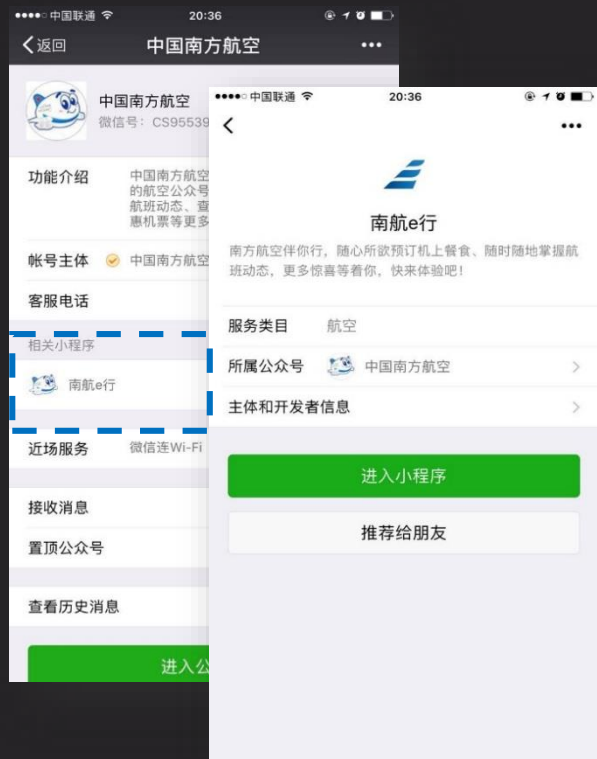 中国联通
20:36
返回
中国南方航空
中国南方航空
微信号：CS95539
功能介绍
中国南方航空
的航空公众号
航班动态、查
惠机票等更多
帐号主体
中国南方航空
客服电话
相关小程序
南航e行
近场服务
微信连Wi-Fi
接收消息
置顶公众号
查看历史消息
进入公
中国联通
20:36
南航e行
南方航空伴你行，随心所欲预订机上餐食、随时随地掌握航
班动态，更多惊喜等着你，快来体验吧！
服务类目
航空
所属公众号
中国南方航空
主体和开发者信息
进入小程序
推荐给朋友